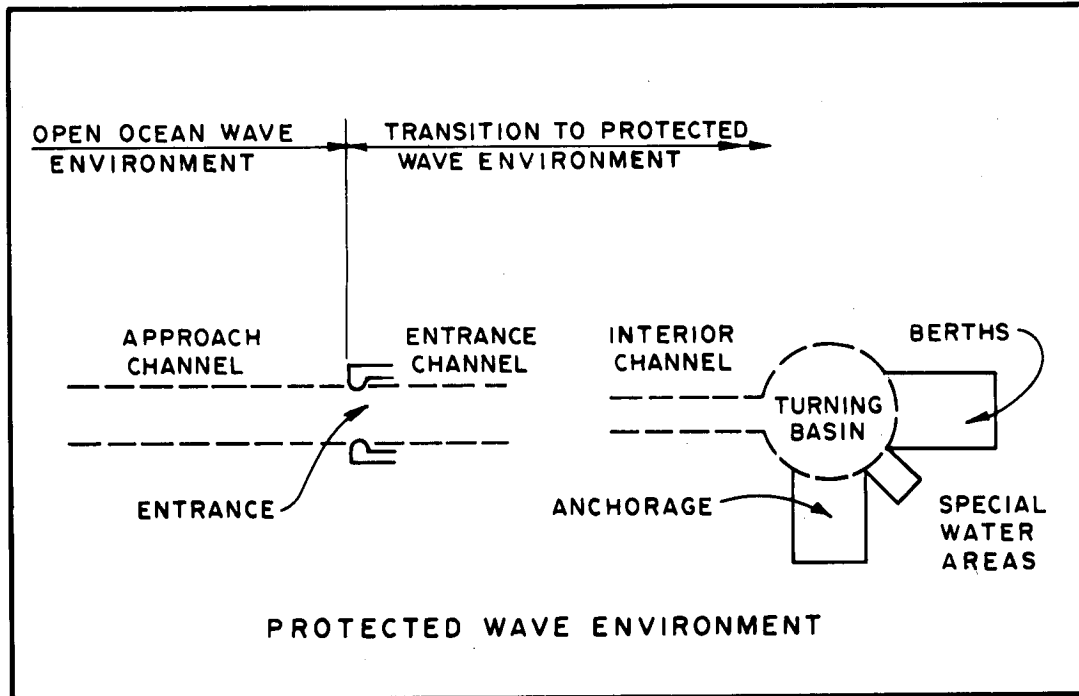 OPEN OCEAN WAVE
ENVIRONMENT
TRANSITION TO PROTECTED
WAVE ENVIRONMENT
APPROACH
CHANNEL
ENTRANCE
CHANNEL
INTERIOR
CHANNEL
BERTHS
TURNING
BASIN
ENTRANCE
ANCHORAGE
SPECIAL
WATER
AREAS
PROTECTED WAVE ENVIRONMENT